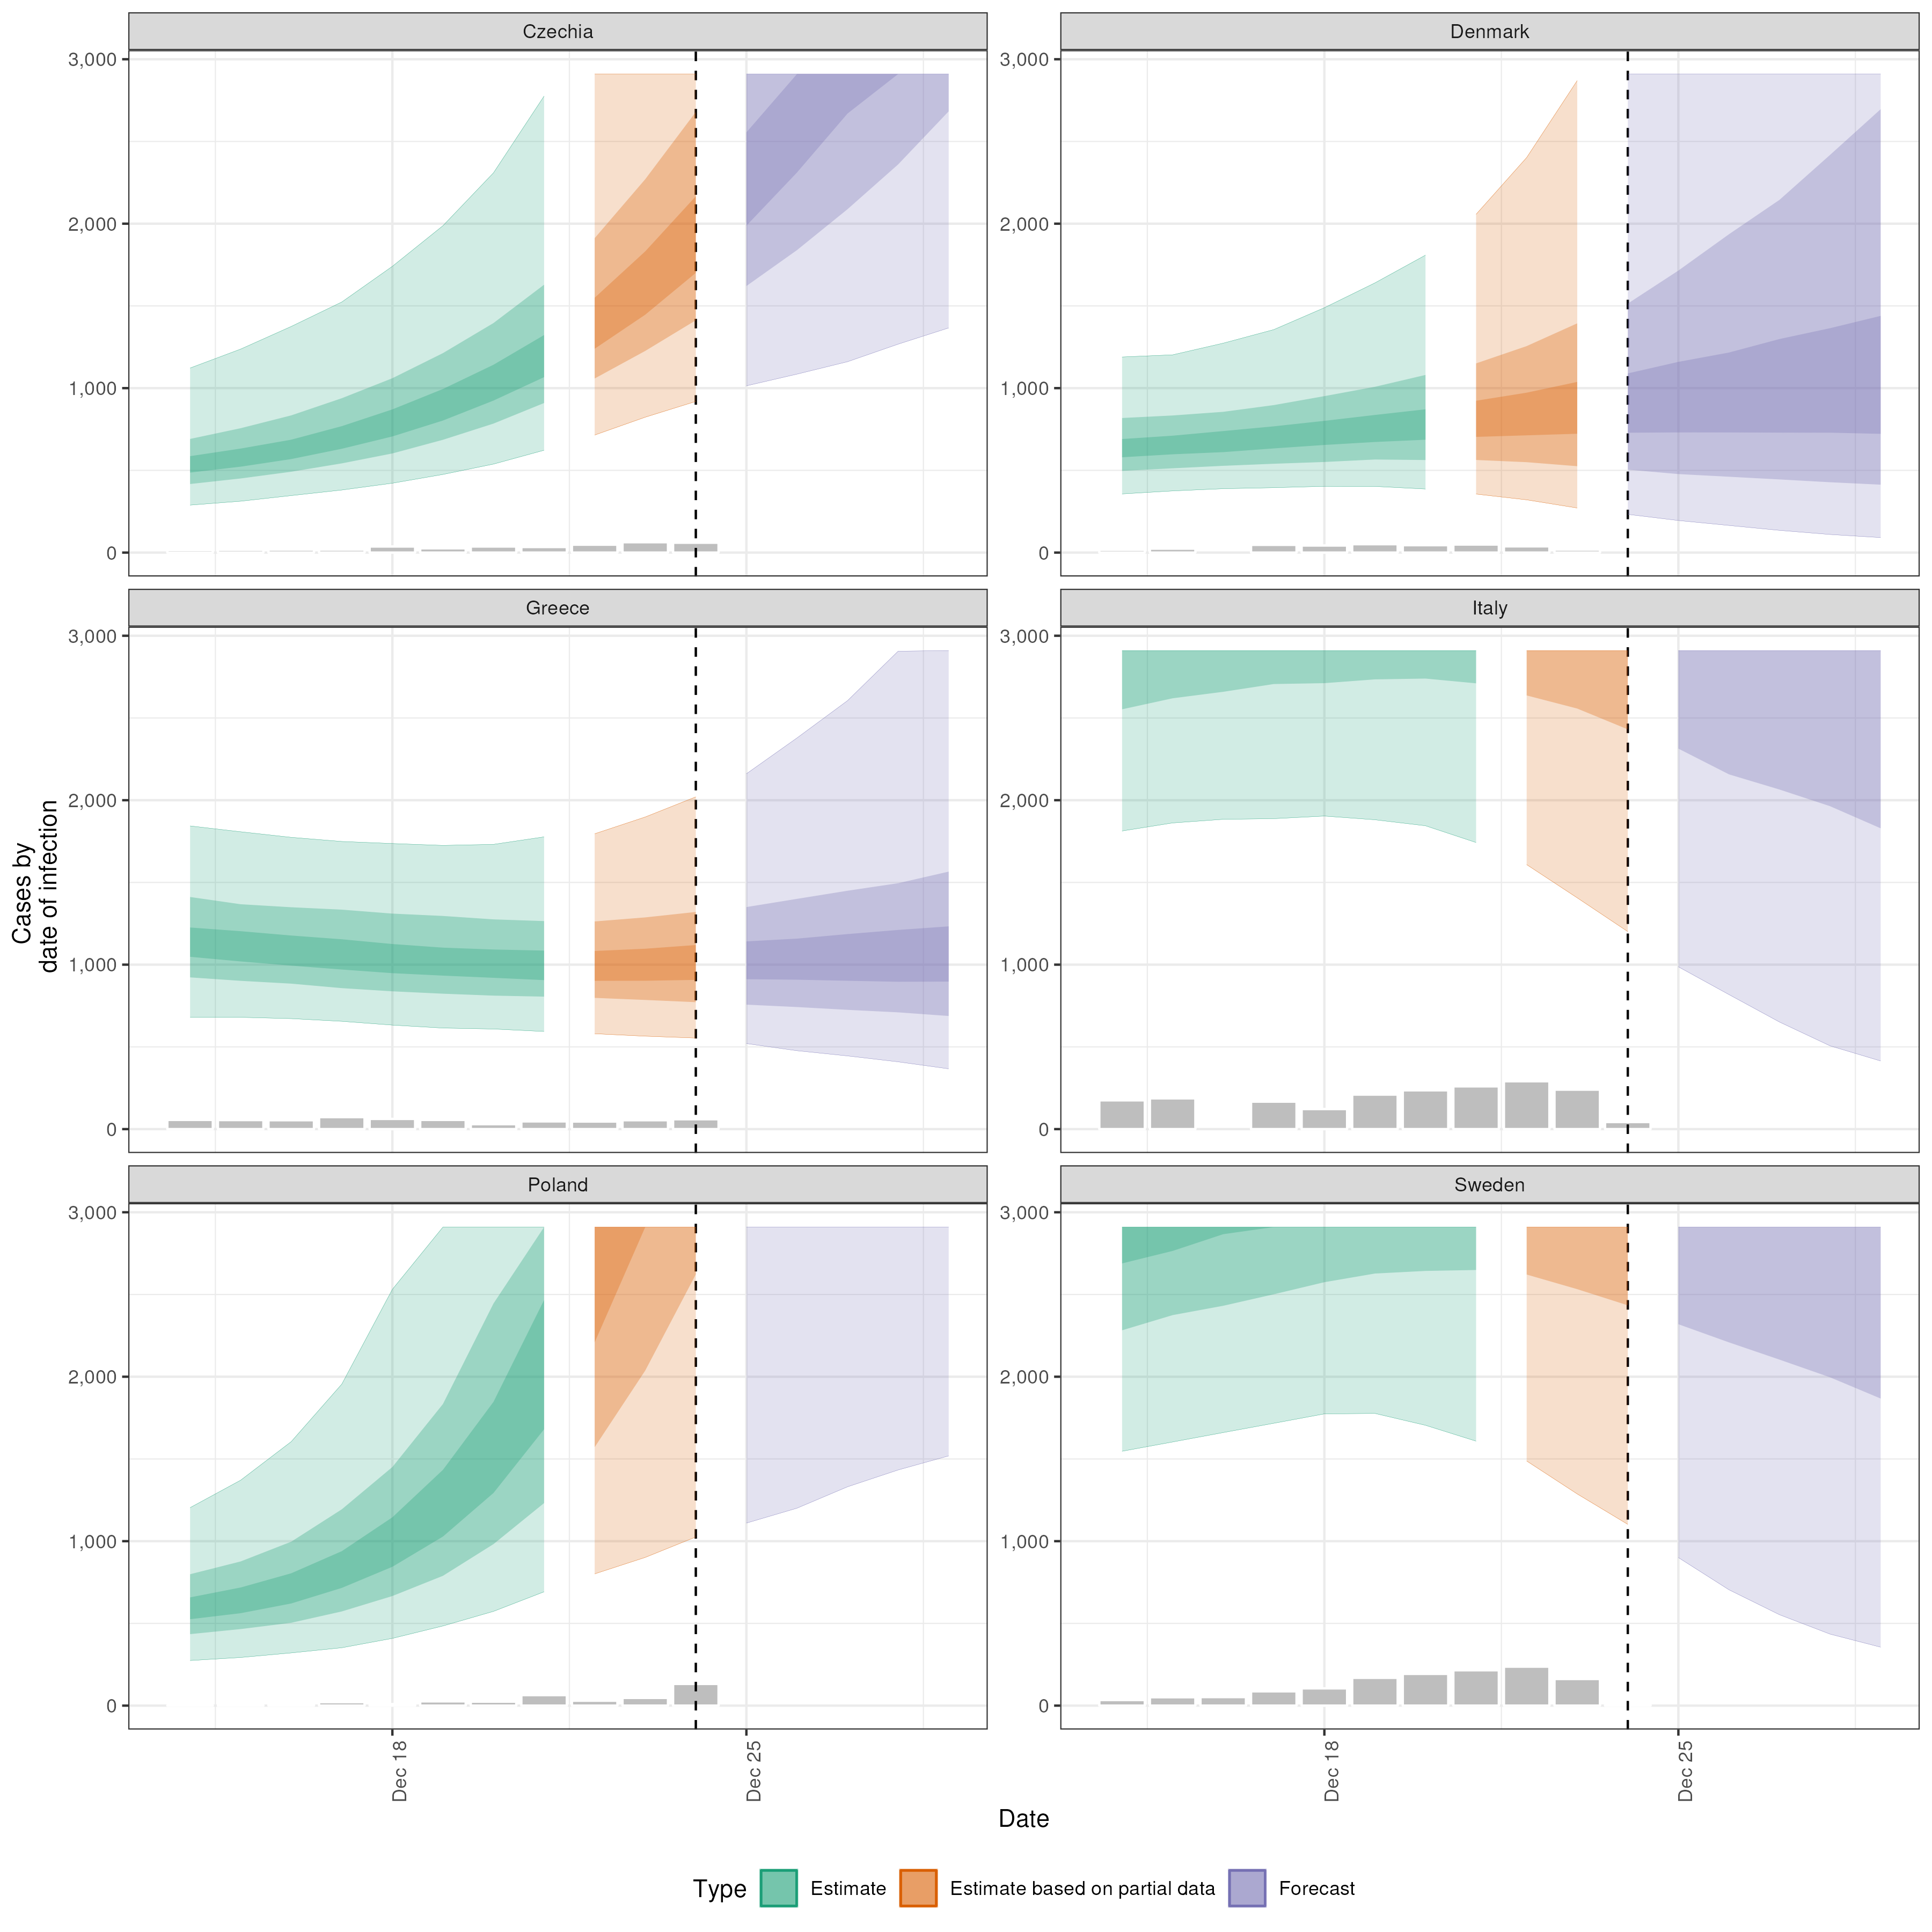 Czechia
Denmark
3,000
2,000
1,000
0
3,000
2,000
1,000
0
Greece
Italy
3,000
2,000
1,000
0
3,000
2,000
1,000
0
Poland
Sweden
3,000
2,000
1,000
0
3,000
2,000
1,000
0
Cases by
date of infection
Dec 18
Dec 25
Dec 18
Dec 25
Date
Type
Estimate
Estimate based on partial data
Forecast